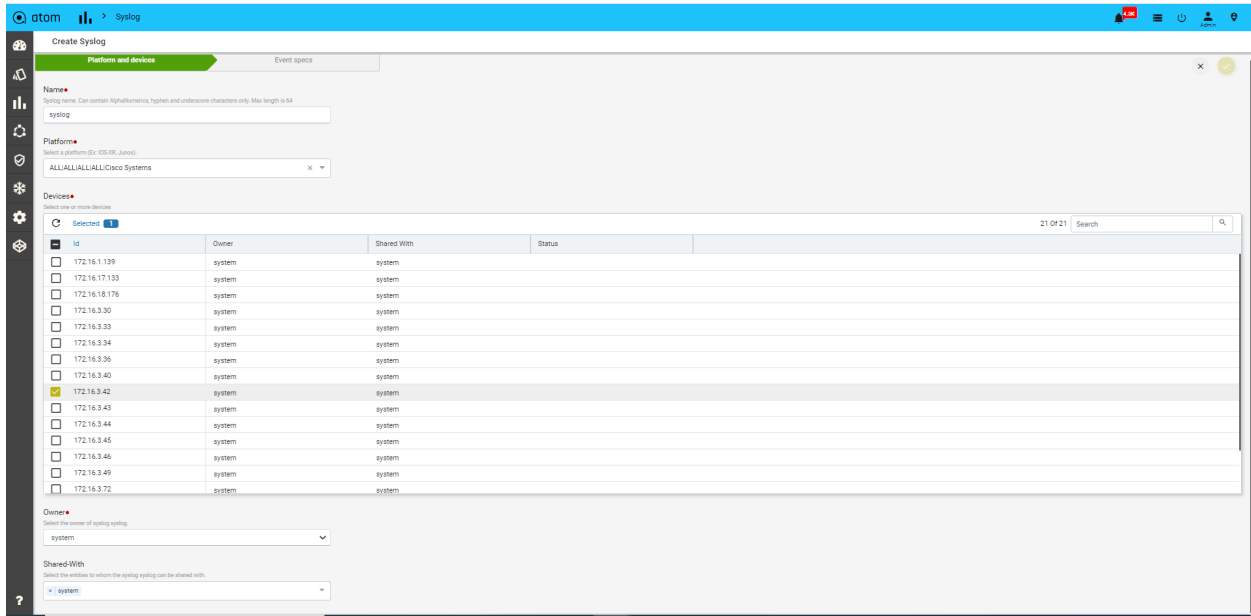 atom > Syslog 4.3K Admin
Create Syslog
Platform and devices Event specs
Name
Syslog name. Can contain AlphaNumerics, hyphen and underscore characters only. Max length is 64
syslog
Platform
Select a platform (Ex: IOS-XR, Junos).
ALL|ALL|ALL|ALL|Cisco Systems
Devices
Select one or more devices
Selected 1 21 Of 21 Search
Id Owner Shared With Status
172.16.1.139 system system
172.16.17.133 system system
172.16.18.176 system system
172.16.3.30 system system
172.16.3.33 system system
172.16.3.34 system system
172.16.3.36 system system
172.16.3.40 system system
172.16.3.42 system system
172.16.3.43 system system
172.16.3.44 system system
172.16.3.45 system system
172.16.3.46 system system
172.16.3.49 system system
172.16.3.72 system system
Owner
Select the owner of syslog syslog.
system
Shared-With
Select the entities to whom the syslog syslog can be shared with.
× system
?